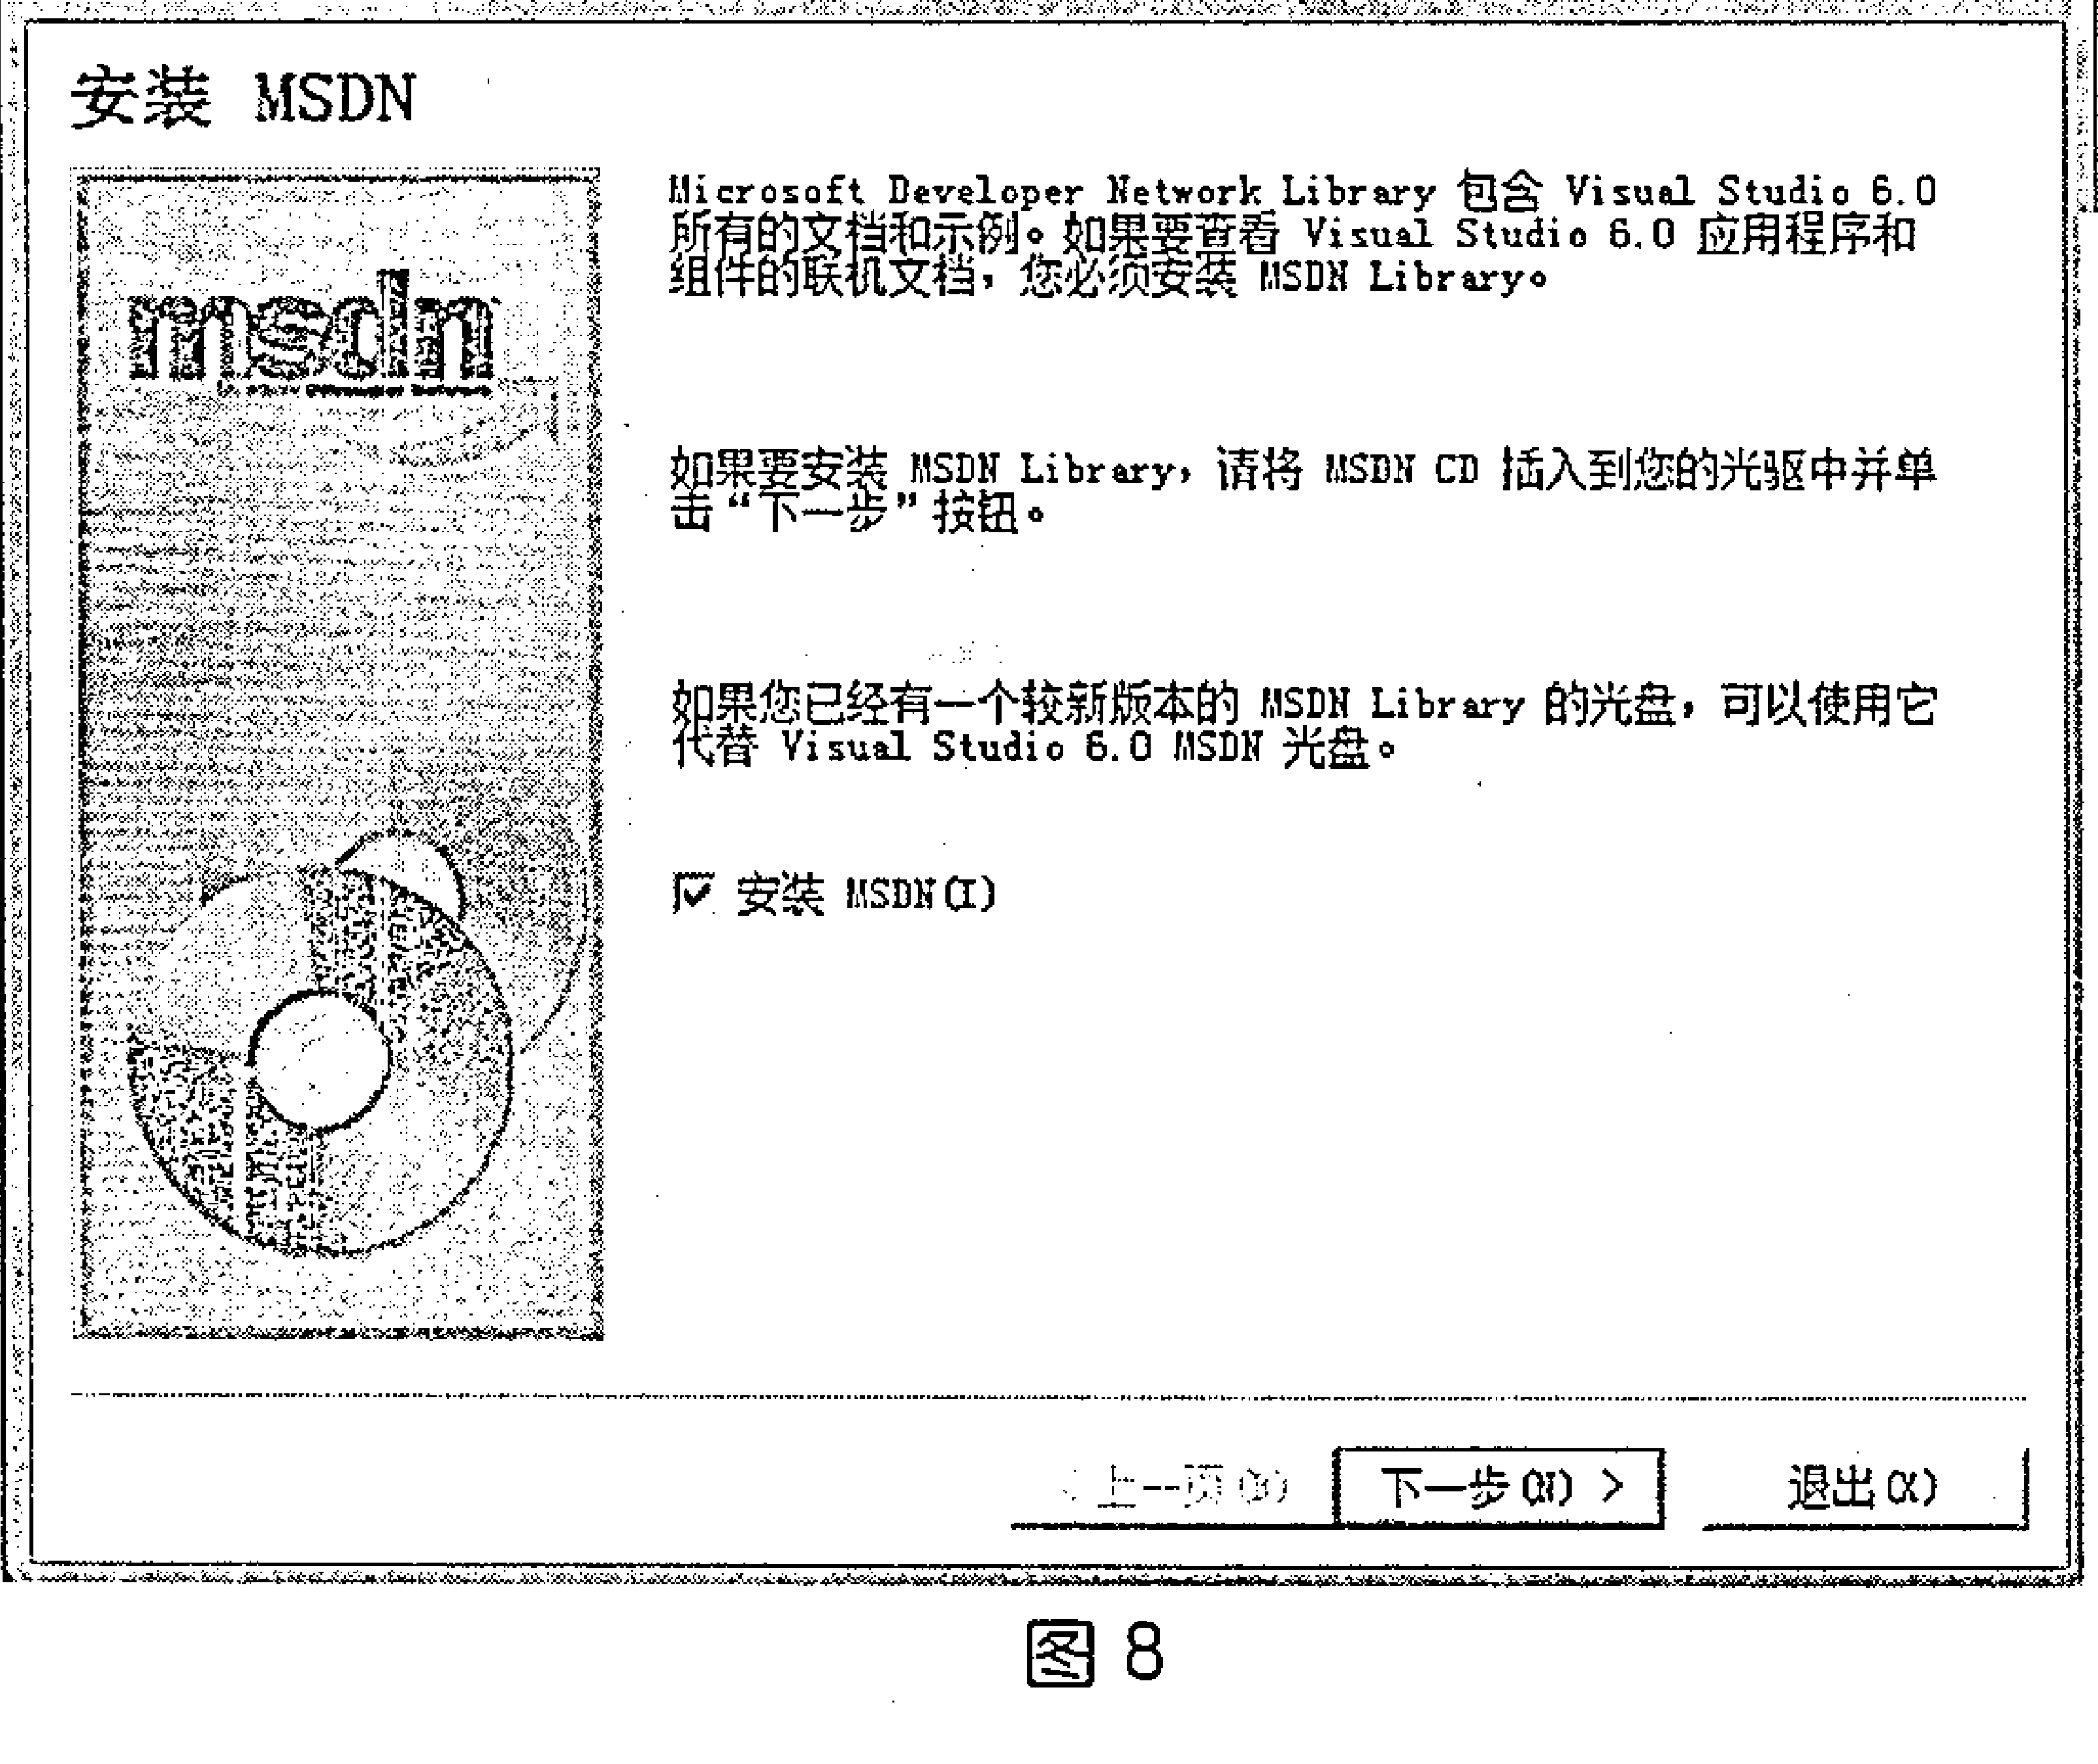 安装 MSDN
msdn
Microsoft Developer Network Library 包含 Visual Studio 6.0
所有的文档和示例。如果要查看 Visual Studio 6.0 应用程序和
组件的联机文档，您必须安装 MSDN Library。
如果要安装 MSDN Library，请将 MSDN CD 插入到您的光驱中并单
击“下一步”按钮。
如果您已经有一个较新版本的 MSDN Library 的光盘，可以使用它
代替 Visual Studio 6.0 MSDN 光盘。
安装 MSDN(I)
上一页 下一步(N) > 退出(X)
图 8